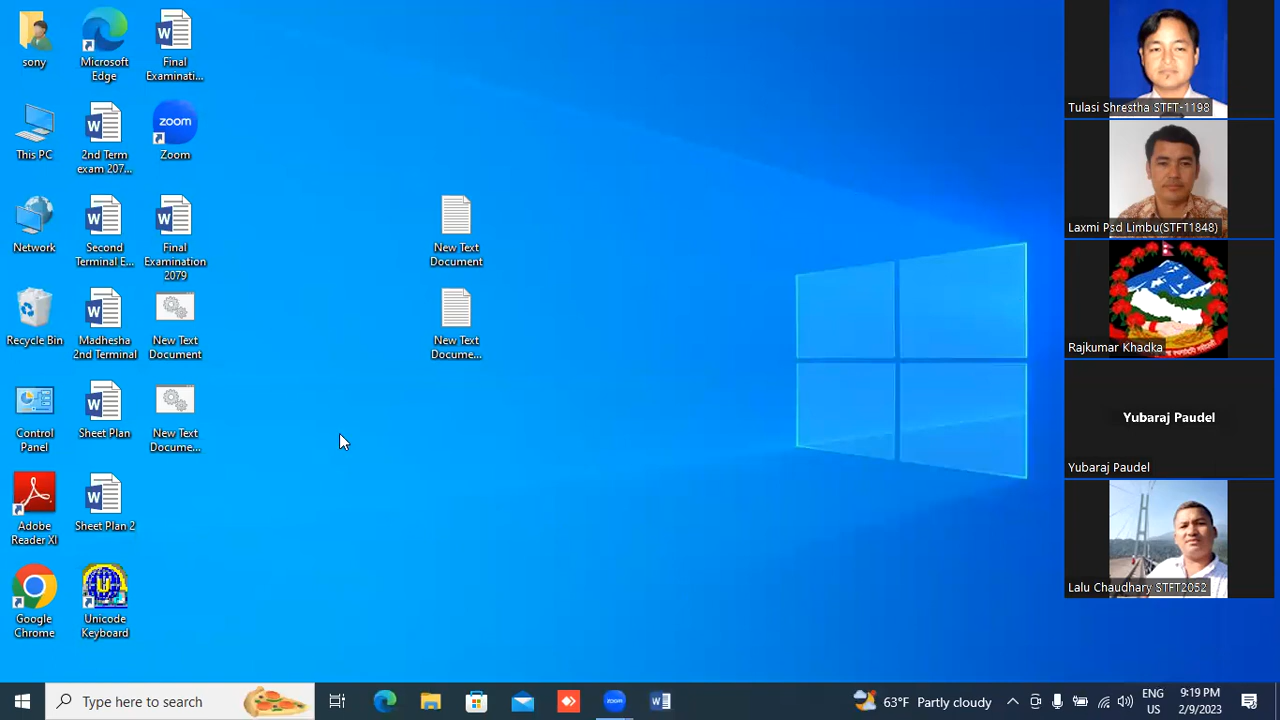 sony
Microsoft
Edge
Final
Examinati...
This PC
2nd Term
exam 207...
zoom
Zoom
Network
Second
Terminal E...
Final
Examination
2079
Recycle Bin
Madhesha
2nd Terminal
New Text
Document
Control
Panel
Sheet Plan
New Text
Docume...
Adobe
Reader XI
Sheet Plan 2
Google
Chrome
Unicode
Keyboard
New Text
Document
New Text
Docume...
Tulasi Shrestha STFT-1198
Laxmi Psd Limbu(STFT1848)
Rajkumar Khadka
Yubaraj Paudel
Yubaraj Paudel
Lalu Chaudhary STFT2052
Type here to search
63°F Partly cloudy
ENG
US
9:19 PM
2/9/2023